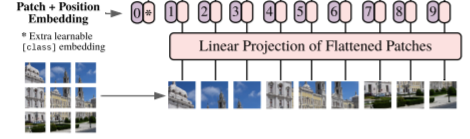 Patch + Position
Embedding
* Extra learnable
[class] embedding
0 * 1 2 3 4 5 6 7 8 9
Linear Projection of Flattened Patches